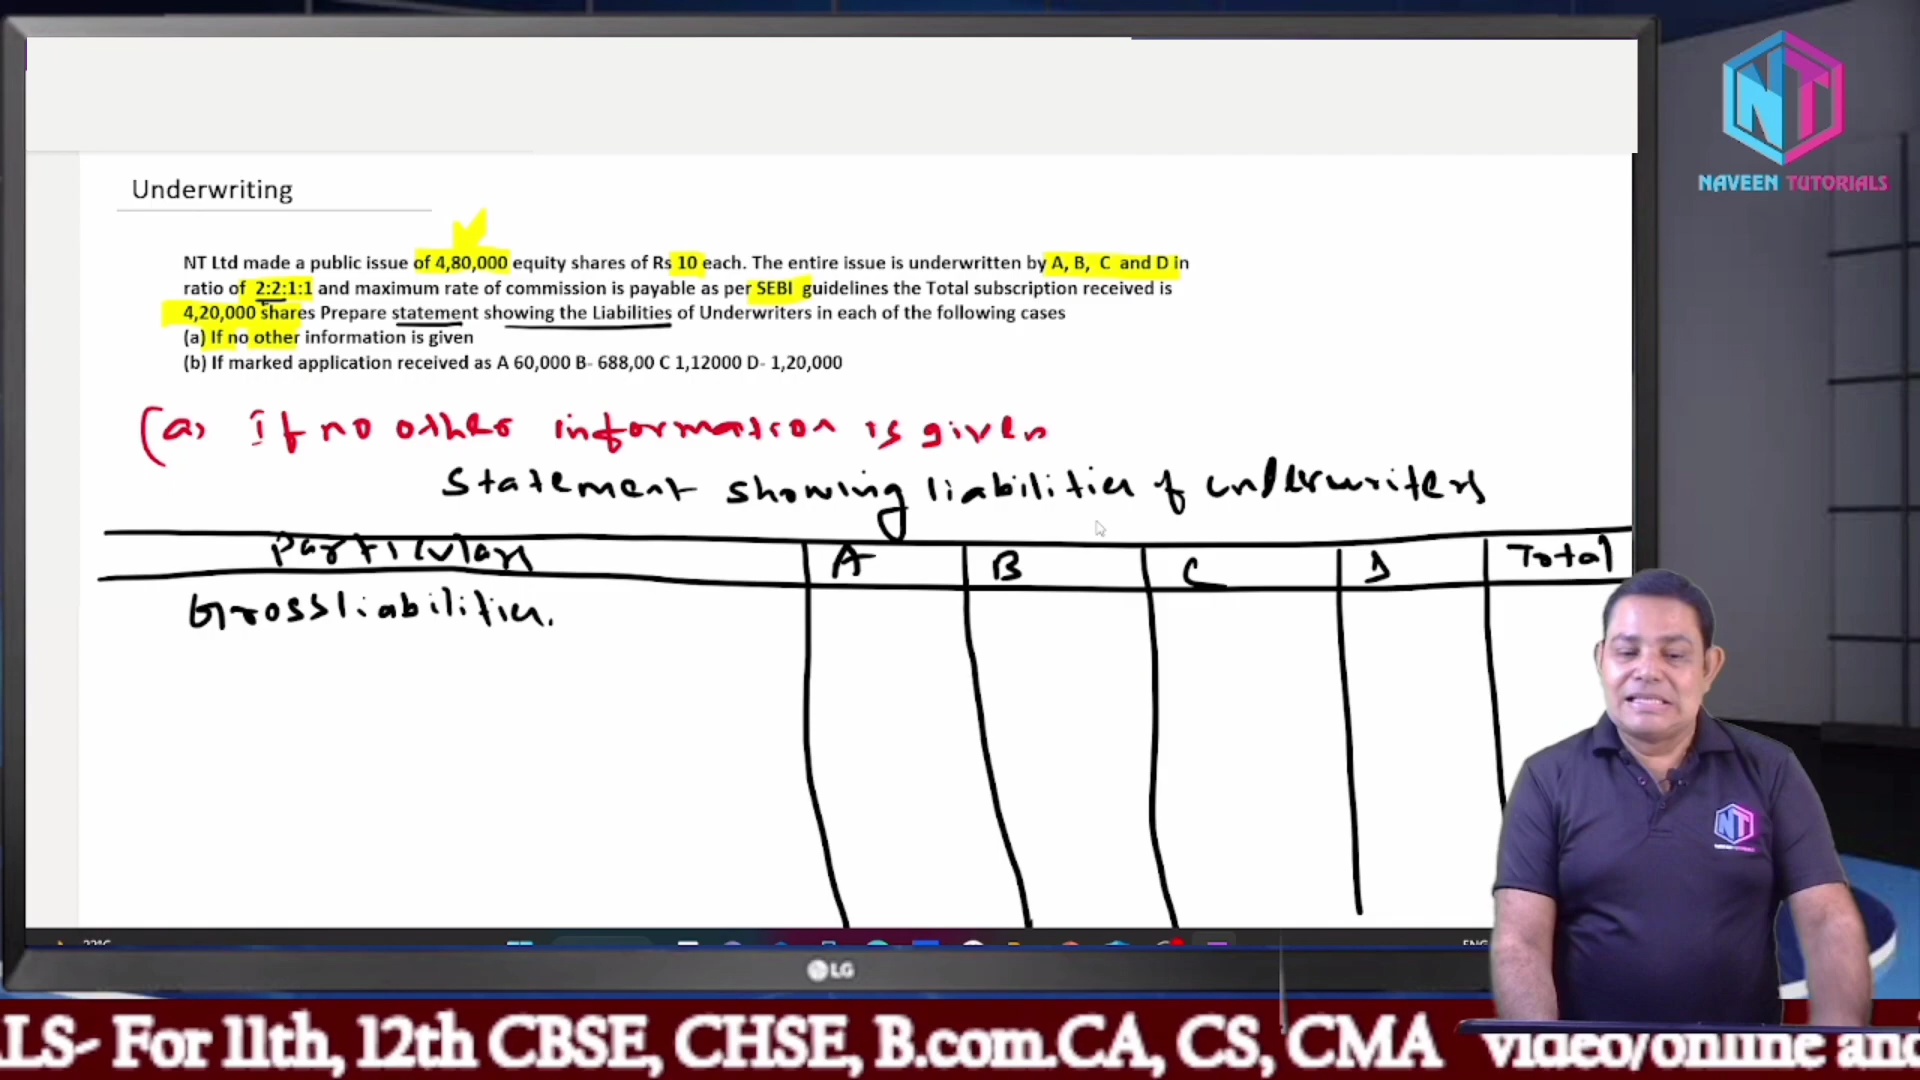 Underwriting
NT Ltd made a public issue of 4,80,000 equity shares of Rs 10 each. The entire issue is underwritten by A, B, C and D in
ratio of 2:2:1:1 and maximum rate of commission is payable as per SEBI guidelines the Total subscription received is
4,20,000 shares Prepare statement showing the Liabilities of Underwriters in each of the following cases
(a) If no other information is given
(b) If marked application received as A 60,000 B- 688,00 C 1,12000 D- 1,20,000
(a) If no other information is given
Statement showing liabilities of underwriters
Particulars A B C D Total
Gross liabilities.
NT
NAVEEN TUTORIALS
NT
LG
ALS- For 11th, 12th CBSE, CHSE, B.com.CA, CS, CMA video/online and